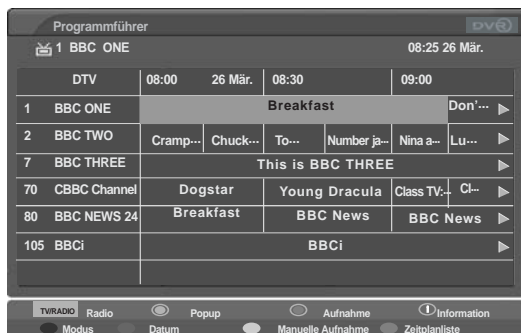 Programmführer DVR
1 BBC ONE 08:25 26 Mär.
DTV 08:00 26 Mär. 08:30 09:00
1 BBC ONE Breakfast Don'...
2 BBC TWO Cramp... Chuck... To... Number ja... Nina a... Lu...
7 BBC THREE This is BBC THREE
70 CBBC Channel Dogstar Young Dracula Class TV:... Cl...
80 BBC NEWS 24 Breakfast BBC News BBC News
105 BBCi BBCi
TV/RADIO Radio Popup Aufnahme Information
Modus Datum Manuelle Aufnahme Zeitplanliste